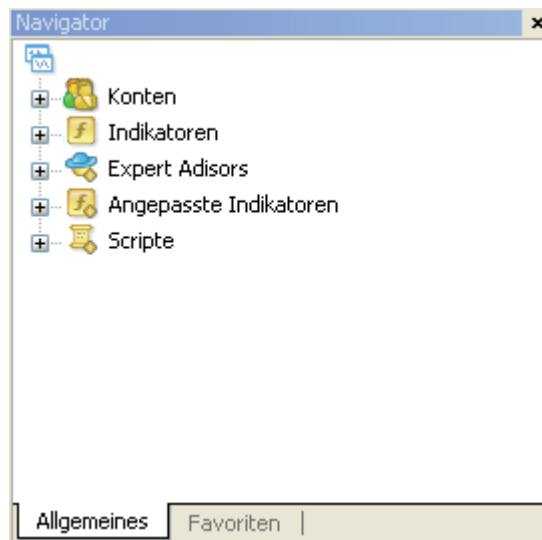 Navigator
Konten
Indikatoren
Expert Adisors
Angepasste Indikatoren
Scripte
Allgemeines
Favoriten